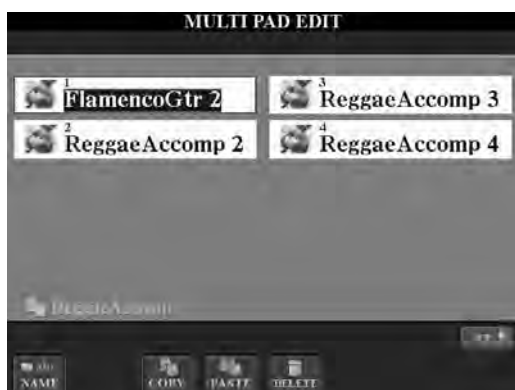 MULTI PAD EDIT
1
FlamencoGtr 2
3
ReggaeAccomp 3
2
ReggaeAccomp 2
4
ReggaeAccomp 4
ReggaeAccomp
NAME
COPY
PASTE
DELETE